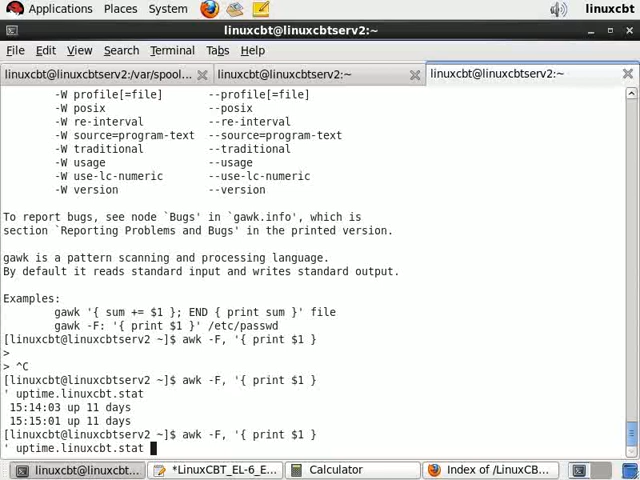 Applications Places System linuxcbt
linuxcbt@linuxcbtserv2:~
File Edit View Search Terminal Tabs Help
linuxcbt@linuxcbtserv2:/var/spool... linuxcbt@linuxcbtserv2:~ linuxcbt@linuxcbtserv2:~
-W profile[=file] --profile[=file]
-W posix --posix
-W re-interval --re-interval
-W source=program-text --source=program-text
-W traditional --traditional
-W usage --usage
-W use-lc-numeric --use-lc-numeric
-W version --version
To report bugs, see node `Bugs' in `gawk.info', which is
section `Reporting Problems and Bugs' in the printed version.
gawk is a pattern scanning and processing language.
By default it reads standard input and writes standard output.
Examples:
gawk '{ sum += $1 }; END { print sum }' file
gawk -F: '{ print $1 }' /etc/passwd
[linuxcbt@linuxcbtserv2 ~]$ awk -F, '{ print $1 }
>
> ^C
[linuxcbt@linuxcbtserv2 ~]$ awk -F, '{ print $1 }
' uptime.linuxcbt.stat
15:14:03 up 11 days
15:15:01 up 11 days
[linuxcbt@linuxcbtserv2 ~]$ awk -F, '{ print $1 }
' uptime.linuxcbt.stat
linuxcbt@linuxcbt... *LinuxCBT_EL-6_E... Calculator Index of /LinuxCB...